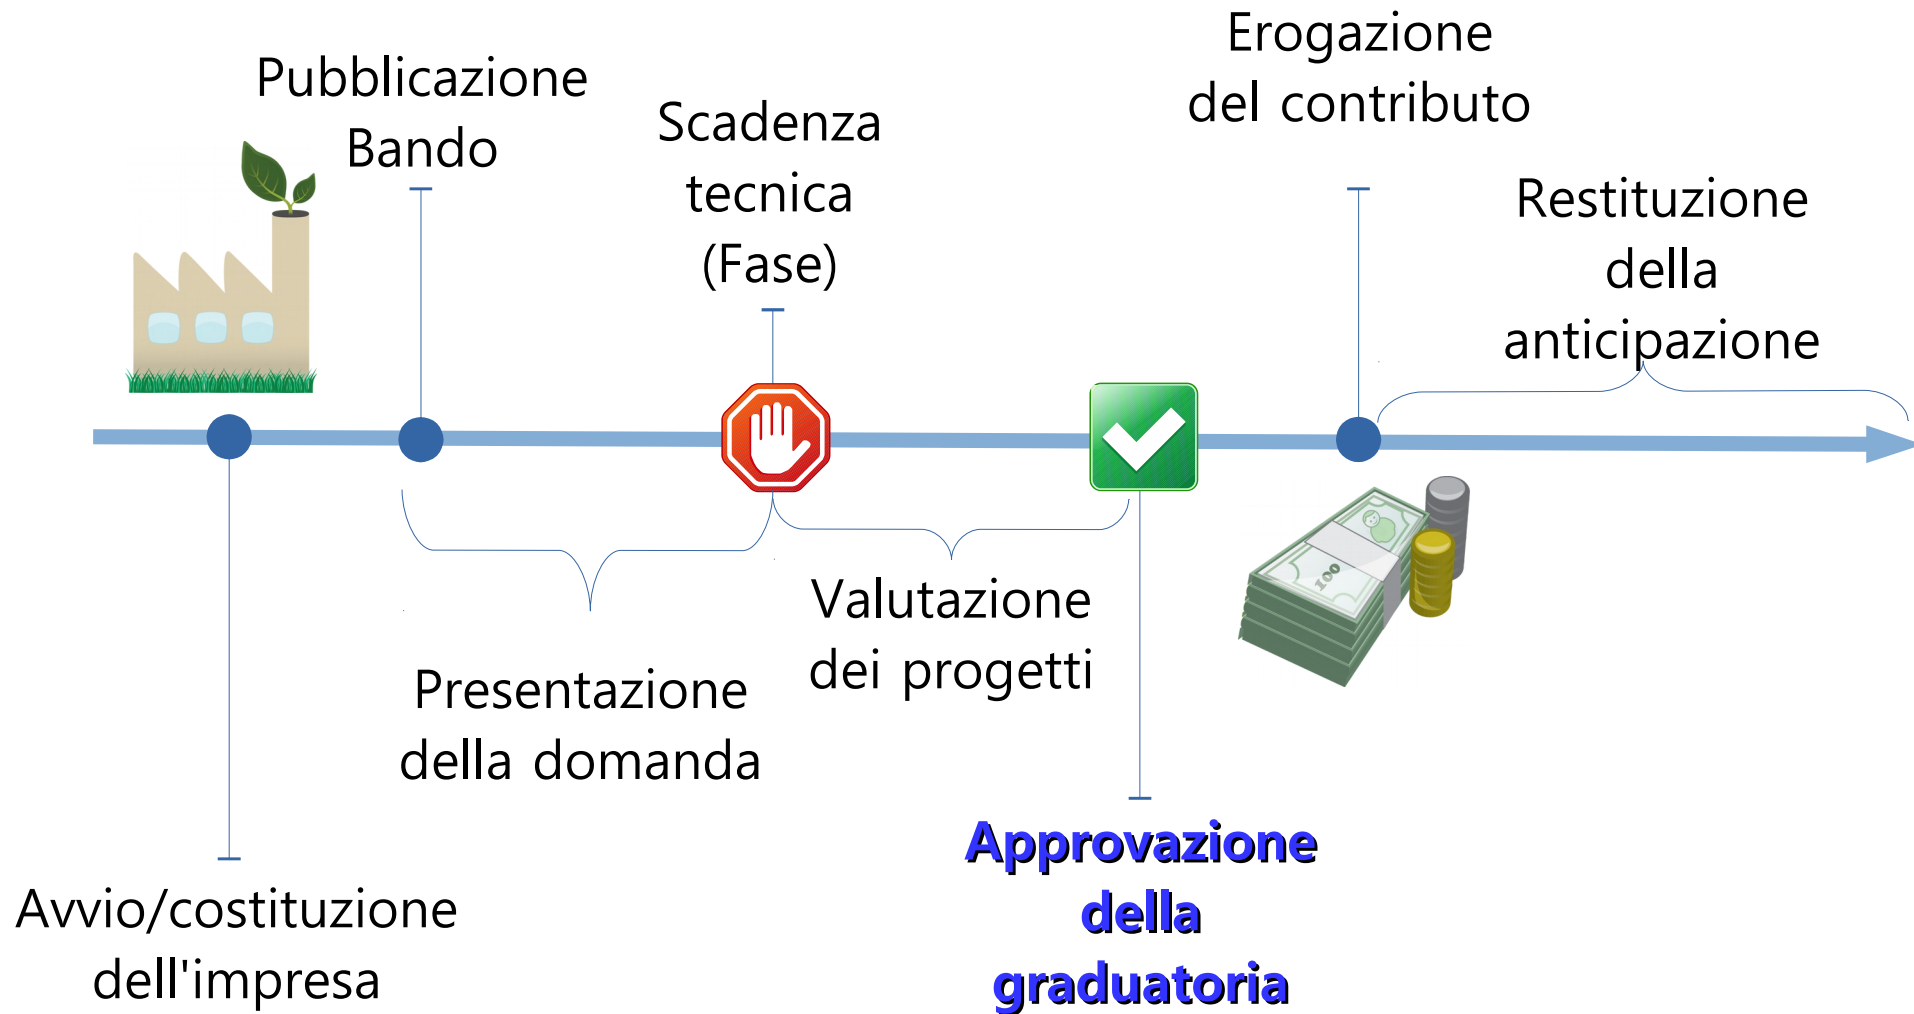 Pubblicazione
Bando
Scadenza
tecnica
(Fase)
Erogazione
del contributo
Restituzione
della
anticipazione
100
Presentazione
della domanda
Valutazione
dei progetti
Avvio/costituzione
dell'impresa
Approvazione
della
graduatoria